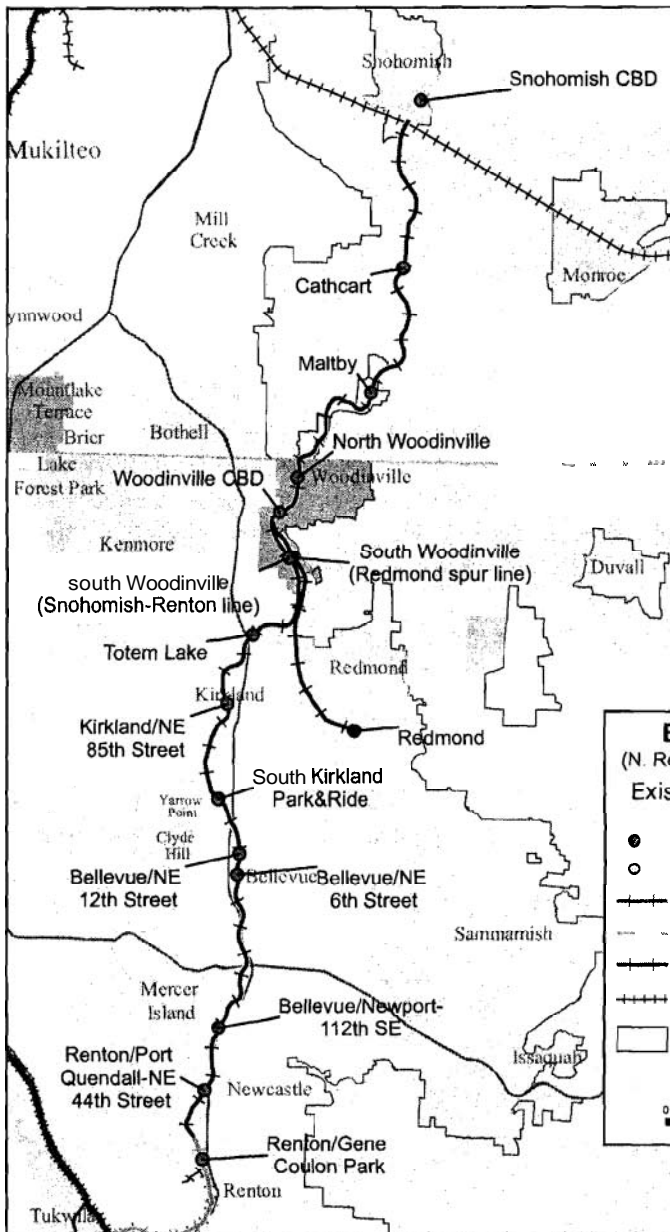 Snohomish
Snohomish CBD
Mukilteo
Mill
Creek
Cathcart
Monroe
ynnwood
Maltby
Mountlake
Terrace
Brier
Bothell
North Woodinville
Lake
Forest Park
Woodinville CBD
Woodinville
Kenmore
South Woodinville
(Redmond spur line)
Duvall
south Woodinville
(Snohomish-Renton line)
Totem Lake
Redmond
Kirkland
Kirkland/NE
85th Street
Redmond
E
(N. Re
Exis
South Kirkland
Park&Ride
Yarrow
Point
Clyde
Hill
Bellevue/NE
12th Street
Bellevue
Bellevue/NE
6th Street
Sammamish
Mercer
Island
Bellevue/Newport-
112th SE
Issaquah
Renton/Port
Quendall-NE
44th Street
Newcastle
0
Renton/Gene
Coulon Park
Renton
Tukwila